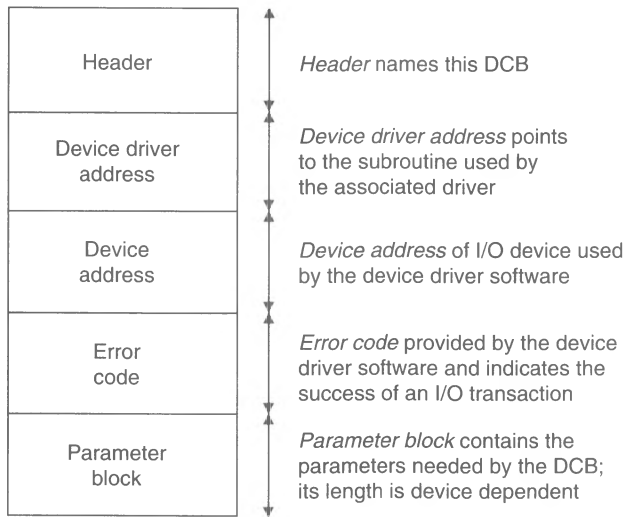 Header
Header names this DCB
Device driver
address
Device driver address points
to the subroutine used by
the associated driver
Device
address
Device address of I/O device used
by the device driver software
Error
code
Error code provided by the device
driver software and indicates the
success of an I/O transaction
Parameter
block
Parameter block contains the
parameters needed by the DCB;
its length is device dependent